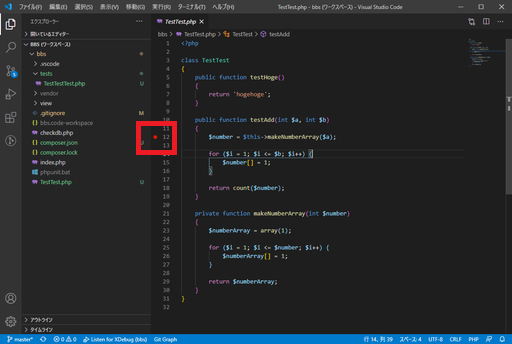 ファイル(F) 編集(E) 選択(S) 表示(V) 移動(G) 実行(R) ターミナル(T) ヘルプ(H) TestTest.php - bbs (ワークスペース) - Visual Studio Code
エクスプローラー
TestTest.php
開いているエディター
bbs > TestTest.php > TestTest > testAdd
BBS (ワークスペース)
bbs
.vscode
tests
TestTestTest.php U
vendor
view
.gitignore M
bbs.code-workspace
checkdb.php
composer.json U
composer.lock
index.php
phpunit.bat
TestTest.php U
1 <?php
2
3 class TestTest
4 {
5 public function testHoge()
6 {
7 return 'hogehoge';
8 }
9
10 public function testAdd(int $a, int $b)
11 {
12 $number = $this->makeNumberArray($a);
13
14 for ($i = 1; $i <= $b; $i++) {
15 $number[] = 1;
16 }
17
18 return count($number);
19 }
20
21 private function makeNumberArray(int $number)
22 {
23 $numberArray = array(1);
24
25 for ($i = 1; $i <= $number; $i++) {
26 $numberArray[] = 1;
27 }
28
29 return $numberArray;
30 }
31 }
32
アウトライン
タイムライン
master* 0 0 Listen for XDebug (bbs) Git Graph 行 14, 列 39 スペース: 4 UTF-8 CRLF PHP